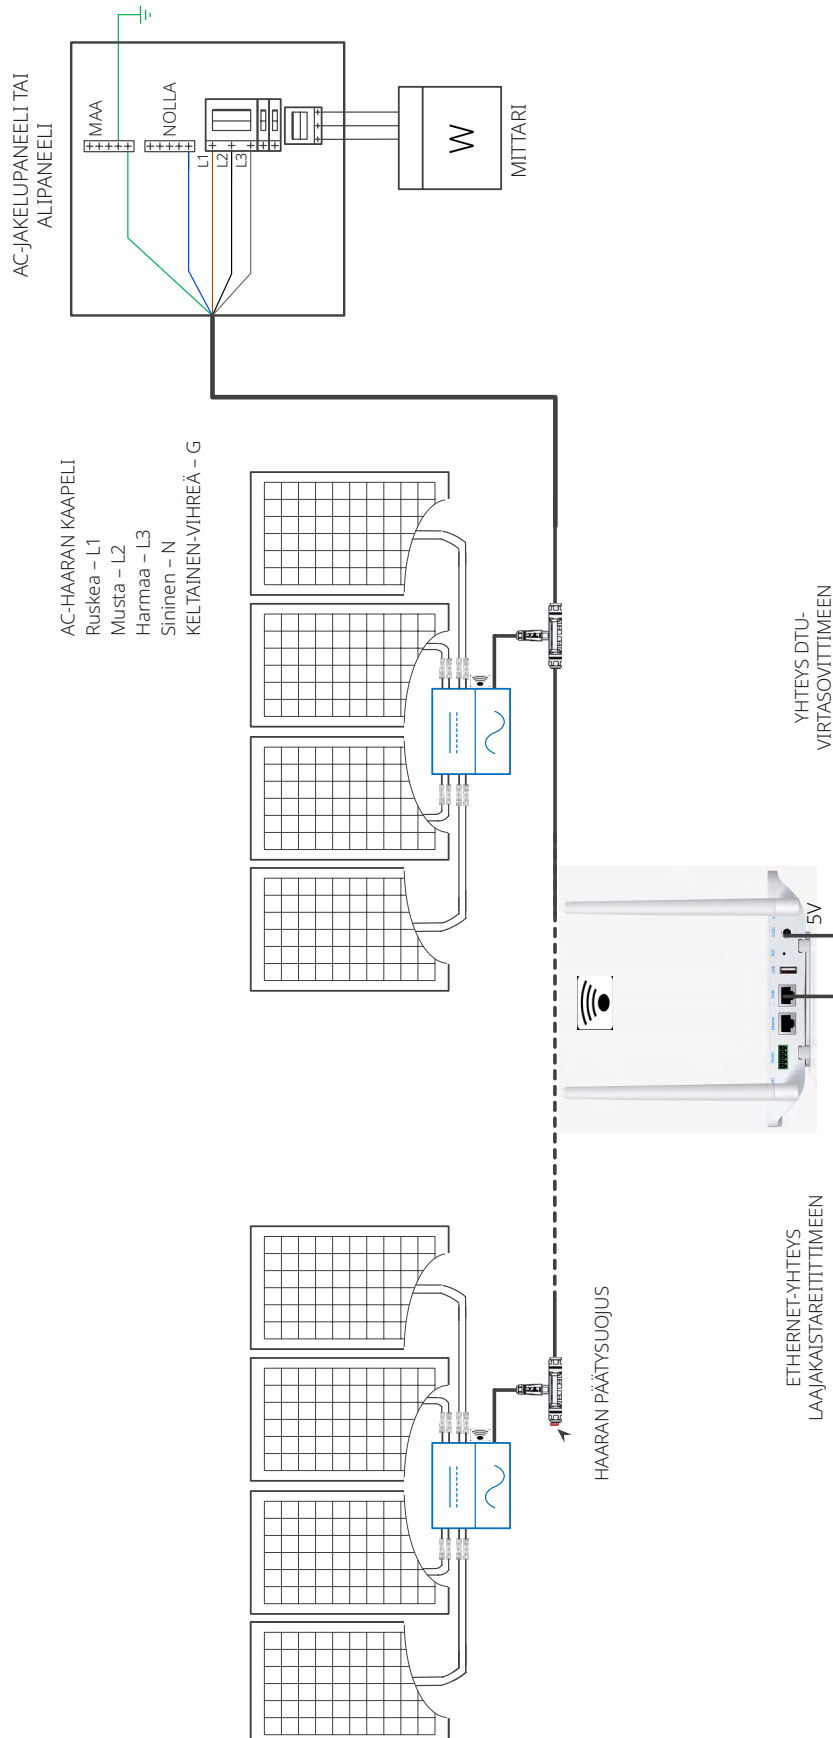 AC-JAKELUPANEELI TAI
ALIPANEELI
MAA
NOLLA
L1
L2
L3
W
MITTARI
AC-HAARAN KAAPELI
Ruskea – L1
Musta – L2
Harmaa – L3
Sininen – N
KELTAINEN-VIHREÄ – G
YHTEYS DTU-
VIRTASOVITTIMEEN
5V
HAARAN PÄÄTYSUOJUS
ETHERNET-YHTEYS
LAAJAKAISTAREITITTIMEEN